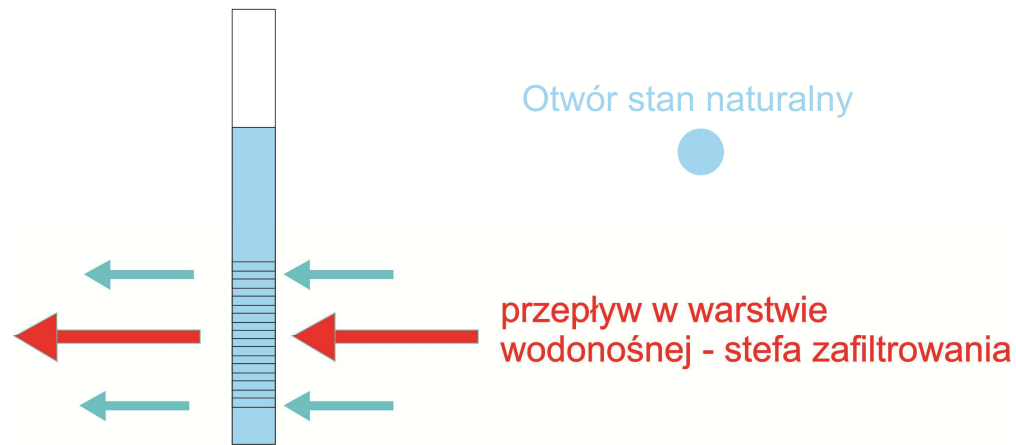 Otwór stan naturalny
przepływ w warstwie
wodonośnej - stefa zafiltrowania